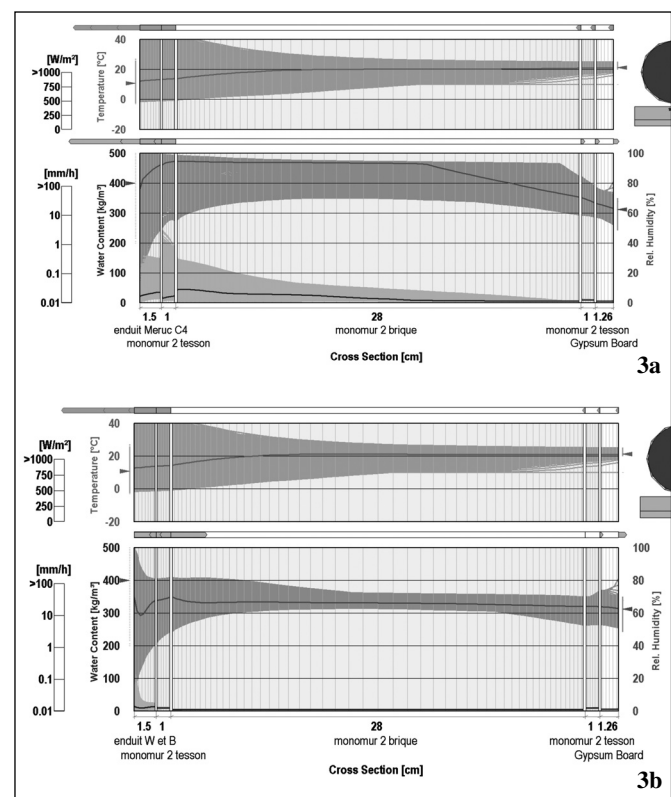 [W/m²]
>1000
750
500
250
0
Temperature [°C]
40
20
0
-20
[mm/h]
>100
10
1
0.1
0.01
Water Content [kg/m³]
500
400
300
200
100
0
100
80
60
40
20
0
Rel. Humidity [%]
1.5 1 28 1 1.26
enduit Meruc C4 monomur 2 brique monomur 2 tesson
monomur 2 tesson Gypsum Board
Cross Section [cm]
3a
[W/m²]
>1000
750
500
250
0
Temperature [°C]
40
20
0
-20
[mm/h]
>100
10
1
0.1
0.01
Water Content [kg/m³]
500
400
300
200
100
0
100
80
60
40
20
0
Rel. Humidity [%]
1.5 1 28 1 1.26
enduit W et B monomur 2 brique monomur 2 tesson
monomur 2 tesson Gypsum Board
Cross Section [cm]
3b